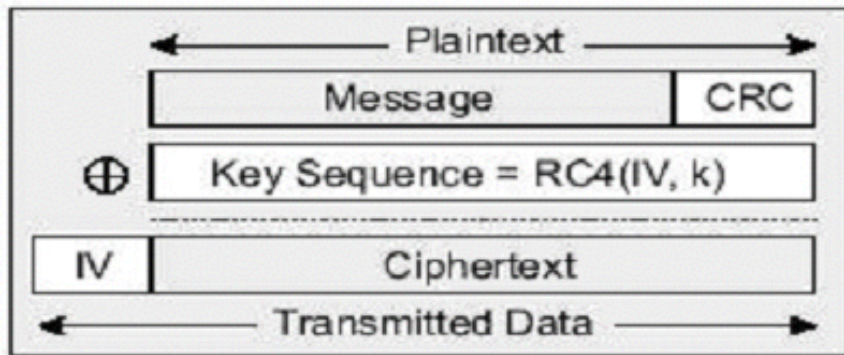 Plaintext
Message CRC
⊕ Key Sequence = RC4(IV, k)
IV Ciphertext
Transmitted Data